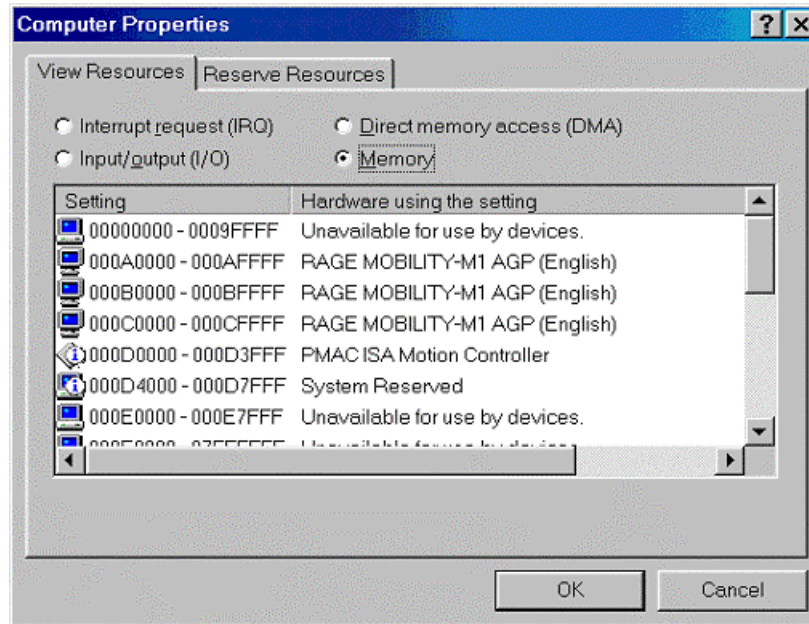 Computer Properties
View Resources Reserve Resources
Interrupt request (IRQ) Direct memory access (DMA)
Input/output (I/O) Memory
Setting Hardware using the setting
00000000 - 0009FFFF Unavailable for use by devices.
000A0000 - 000AFFFF RAGE MOBILITY-M1 AGP (English)
000B0000 - 000BFFFF RAGE MOBILITY-M1 AGP (English)
000C0000 - 000CFFFF RAGE MOBILITY-M1 AGP (English)
000D0000 - 000D3FFF PMAC ISA Motion Controller
000D4000 - 000D7FFF System Reserved
000E0000 - 000E7FFF Unavailable for use by devices.
OK Cancel